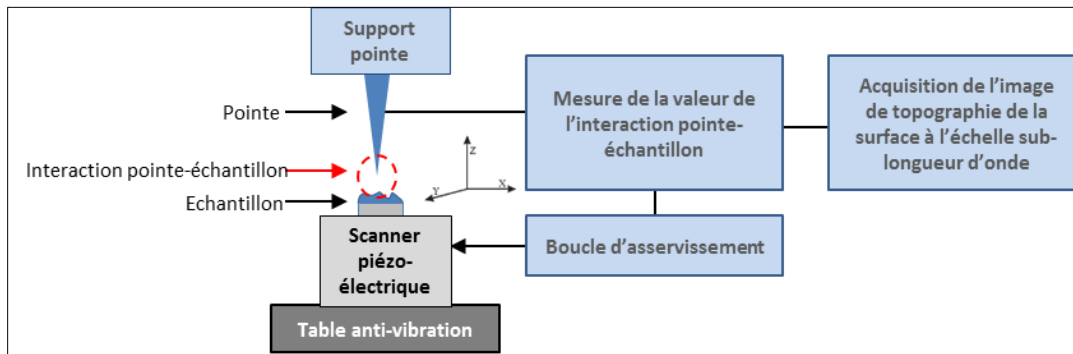 Support
pointe
Pointe
Interaction pointe-échantillon
Echantillon
Z
X
Y
Mesure de la valeur de
l'interaction pointe-
échantillon
Acquisition de l'image
de topographie de la
surface à l'échelle sub-
longueur d'onde
Boucle d'asservissement
Scanner
piézo-
électrique
Table anti-vibration